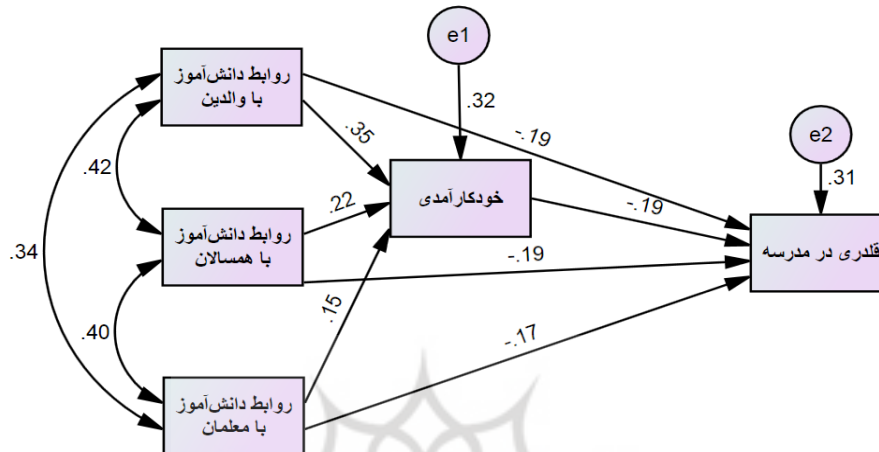 e1
روابط دانش‌آموز
با والدین
.32
-.19
.35
e2
.42
خودکارآمدی
.31
.22
-.19
روابط دانش‌آموز
با همسالان
قلدری در مدرسه
.34
-.19
.15
.40
-.17
روابط دانش‌آموز
با معلمان